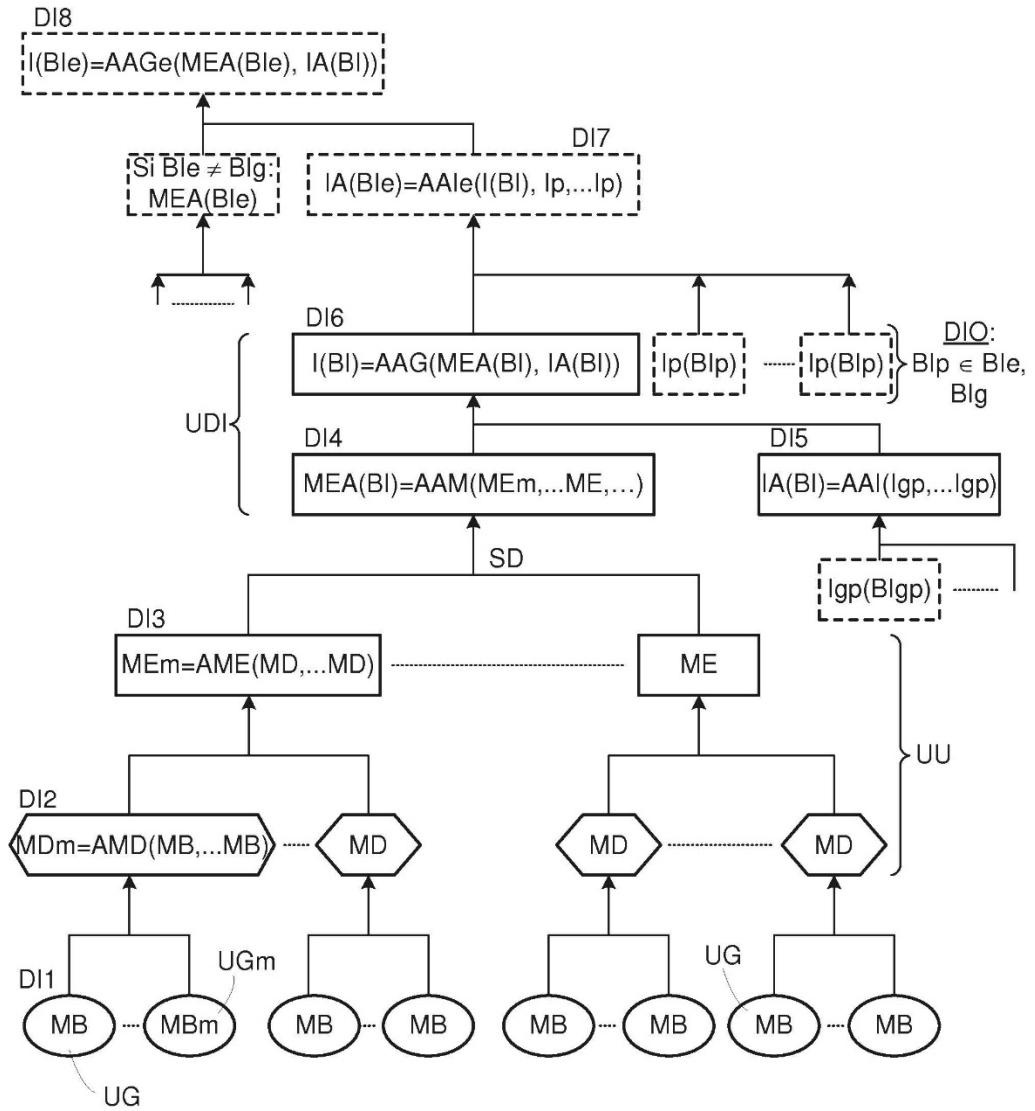 DI8
I(Ble)=AAGe(MEA(Ble), IA(Bl))
DI7
Si Ble ≠ Blg:
MEA(Ble)
IA(Ble)=AAIe(I(Bl), Ip,...Ip)
DI6
I(Bl)=AAG(MEA(Bl), IA(Bl))
Ip(Blp)
Ip(Blp)
DIO:
Blp ∈ Ble,
Blg
UDI
DI4
DI5
MEA(Bl)=AAM(MEm,...ME,...)
IA(Bl)=AAI(Igp,...Igp)
SD
Igp(Blgp)
DI3
MEm=AME(MD,...MD)
ME
UU
DI2
MDm=AMD(MB,...MB)
MD
MD
MD
UGm
UG
DI1
MB
MBm
MB
MB
MB
MB
MB
MB
UG